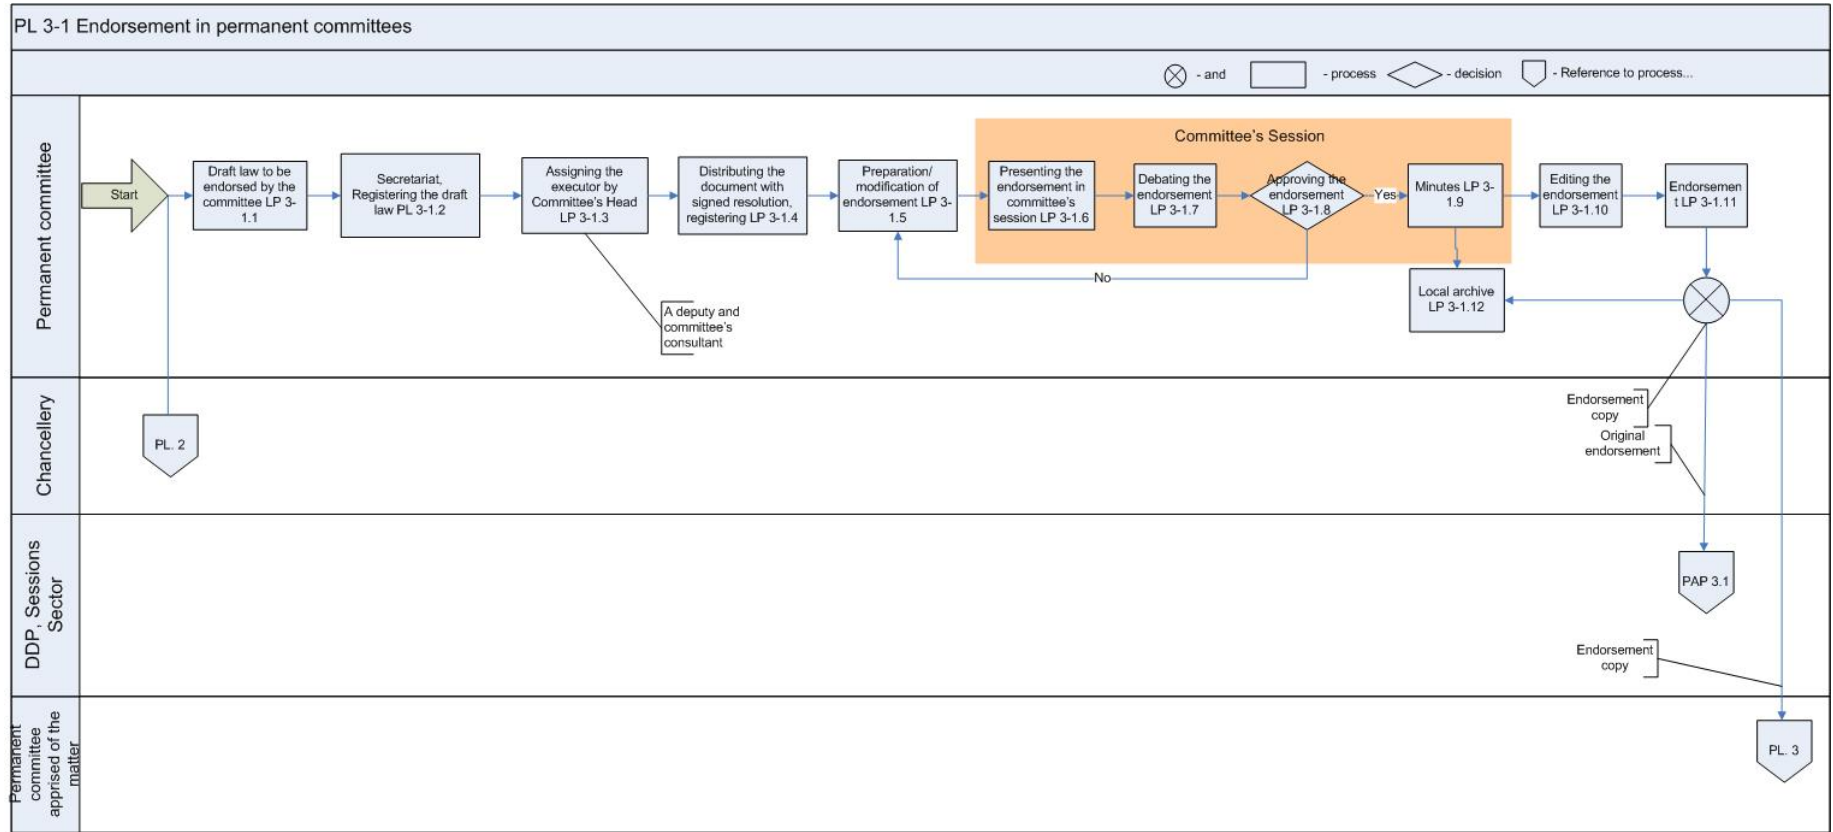 PL 3-1 Endorsement in permanent committees
- and
- process
- decision
- Reference to process...
Permanent committee
Start
Draft law to be
endorsed by the
committee LP 3-
1.1
Secretariat,
Registering the draft
law PL 3-1.2
Assigning the
executor by
Committee's Head
LP 3-1.3
Distributing the
document with
signed resolution,
registering LP 3-1.4
Preparation/
modification of
endorsement LP 3-
1.5
Committee's Session
Presenting the
endorsement in
committee's
session LP 3-1.6
Debating the
endorsement
LP 3-1.7
Approving the
endorsement
LP 3-1.8
Yes
Minutes LP 3-
1.9
Editing the
endorsement
LP 3-1.10
Endorsemen
t LP 3-1.11
No
Local archive
LP 3-1.12
A deputy and
committee's
consultant
Chancellery
PL. 2
Endorsement
copy
Original
endorsement
DDP, Sessions
Sector
PAP 3.1
Endorsement
copy
Permanent
committee
apprised of the
matter
PL. 3